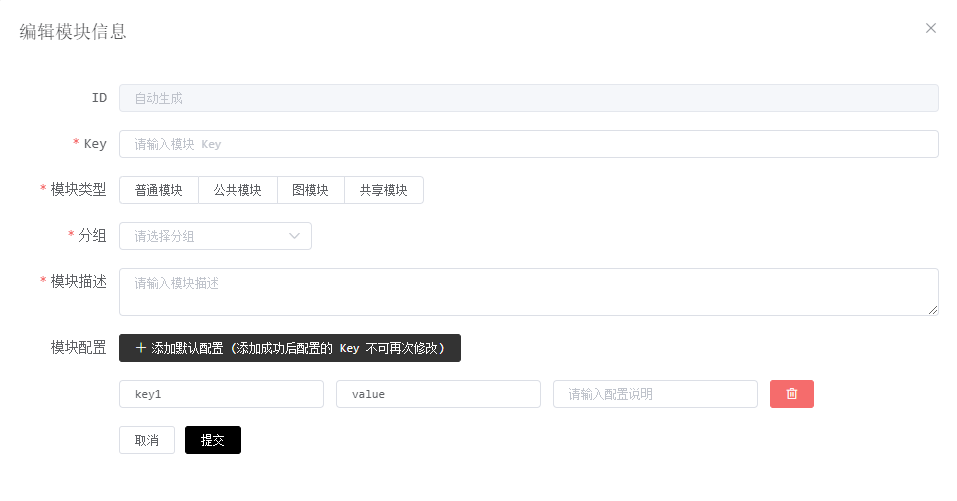 编辑模块信息
ID 自动生成
* Key 请输入模块 Key
* 模块类型 普通模块 公共模块 图模块 共享模块
* 分组 请选择分组
* 模块描述 请输入模块描述
模块配置 + 添加默认配置 (添加成功后配置的 Key 不可再次修改)
key1 value 请输入配置说明
取消 提交